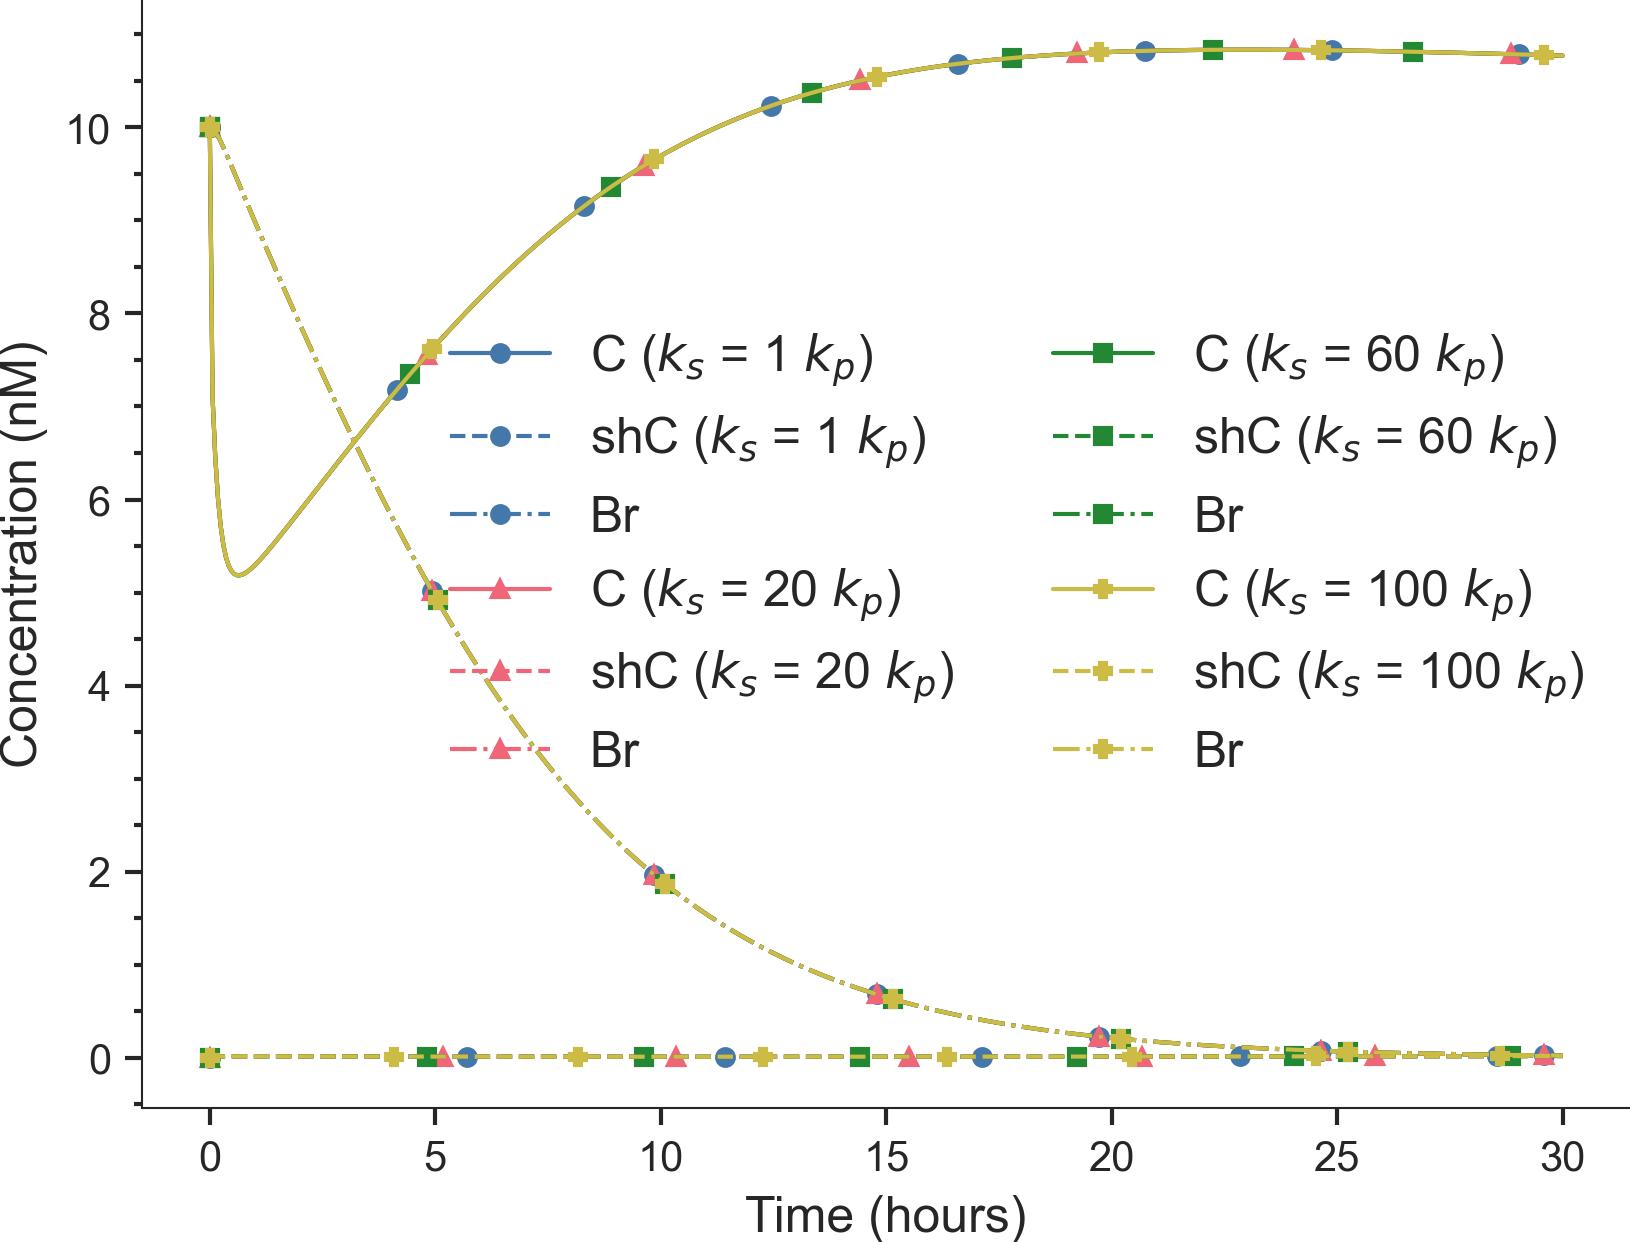 Concentration (nM)
10
8
6
4
2
0
C (kₛ = 1 kₚ)
shC (kₛ = 1 kₚ)
Br
C (kₛ = 20 kₚ)
shC (kₛ = 20 kₚ)
Br
C (kₛ = 60 kₚ)
shC (kₛ = 60 kₚ)
Br
C (kₛ = 100 kₚ)
shC (kₛ = 100 kₚ)
Br
0 5 10 15 20 25 30
Time (hours)